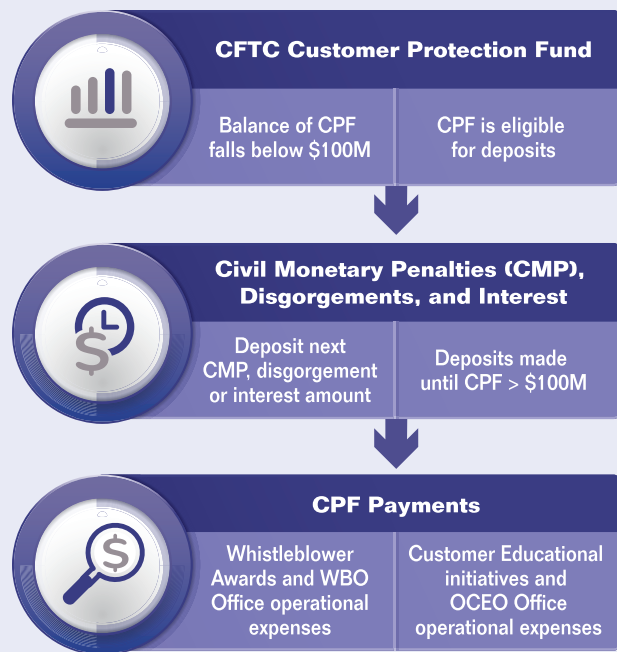 CFTC Customer Protection Fund
Balance of CPF
falls below $100M
CPF is eligible
for deposits
Civil Monetary Penalties (CMP),
Disgorgements, and Interest
Deposit next
CMP, disgorgement
or interest amount
Deposits made
until CPF > $100M
CPF Payments
Whistleblower
Awards and WBO
Office operational
expenses
Customer Educational
initiatives and
OCEO Office
operational expenses